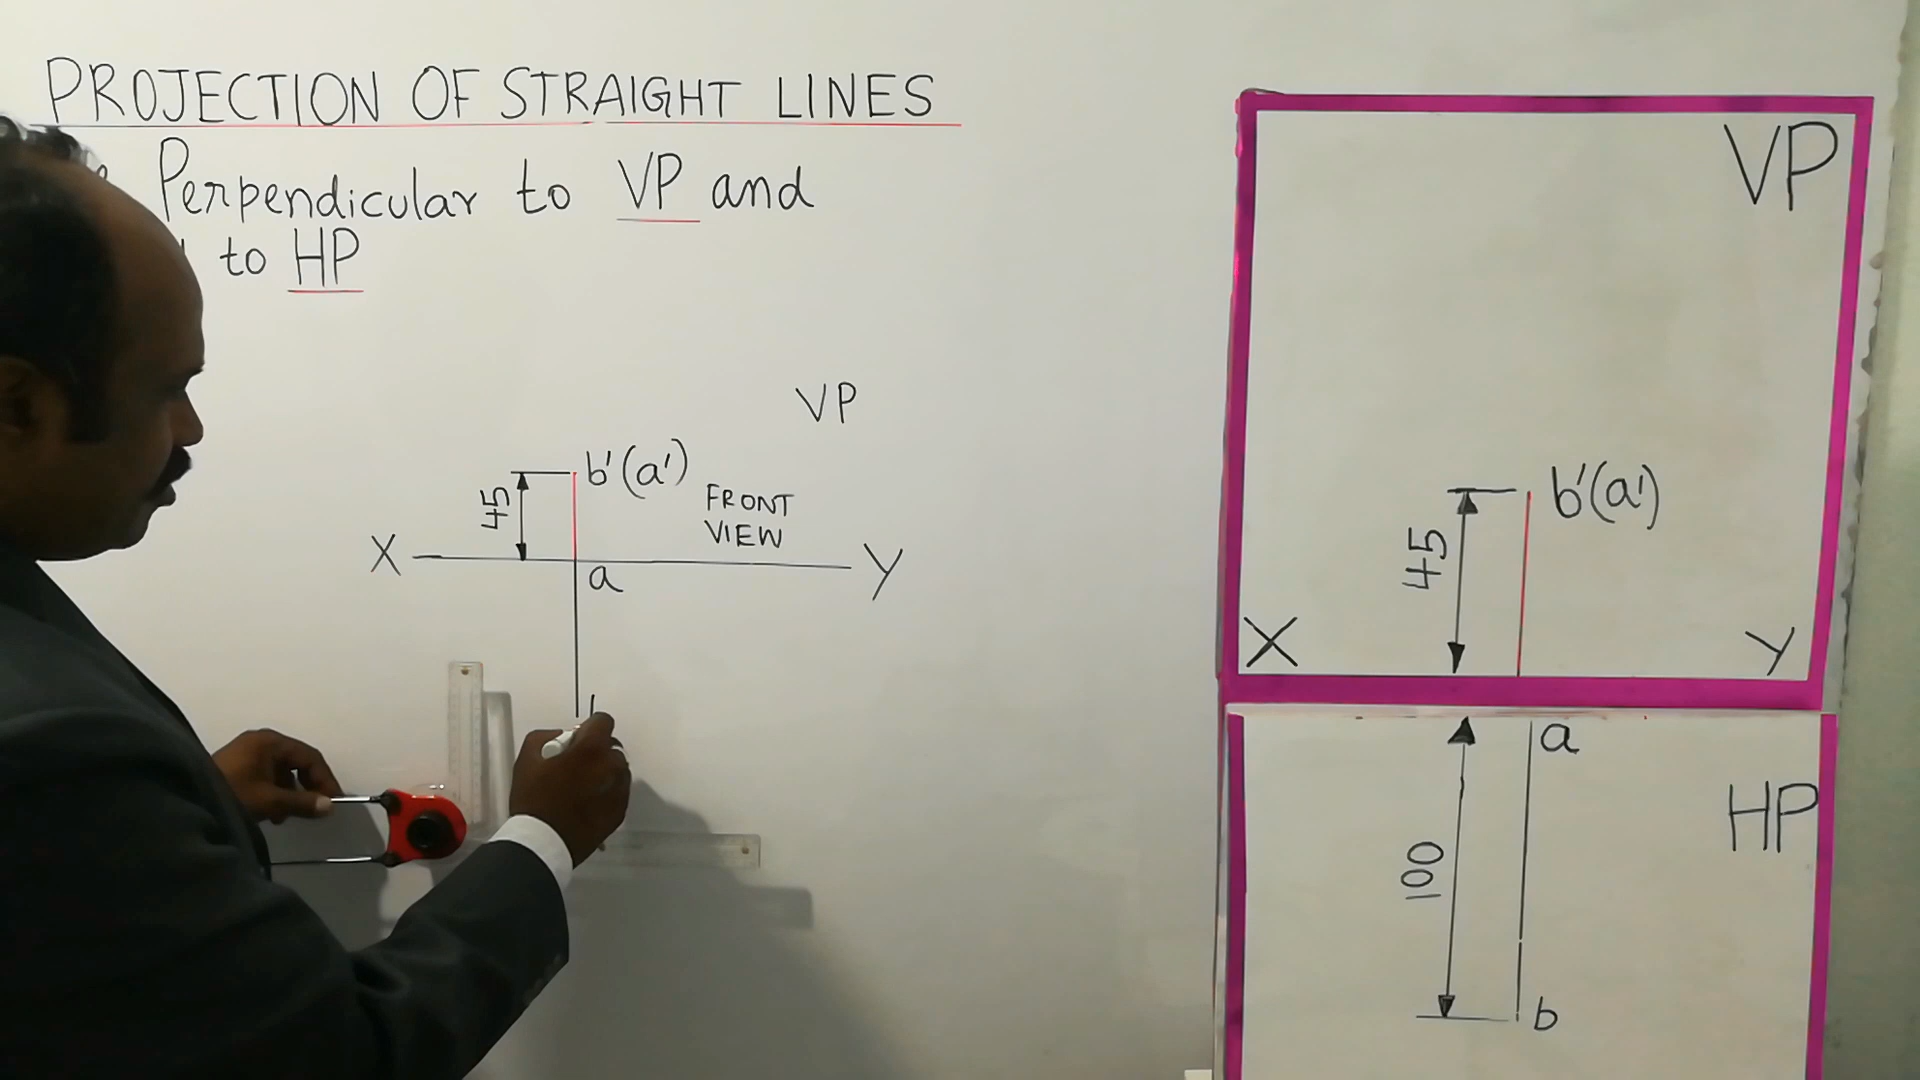 PROJECTION OF STRAIGHT LINES
Perpendicular to VP and
to HP
VP
b'(a')
45
FRONT
VIEW
X
Y
a
VP
b'(a')
45
X
Y
a
HP
100
b